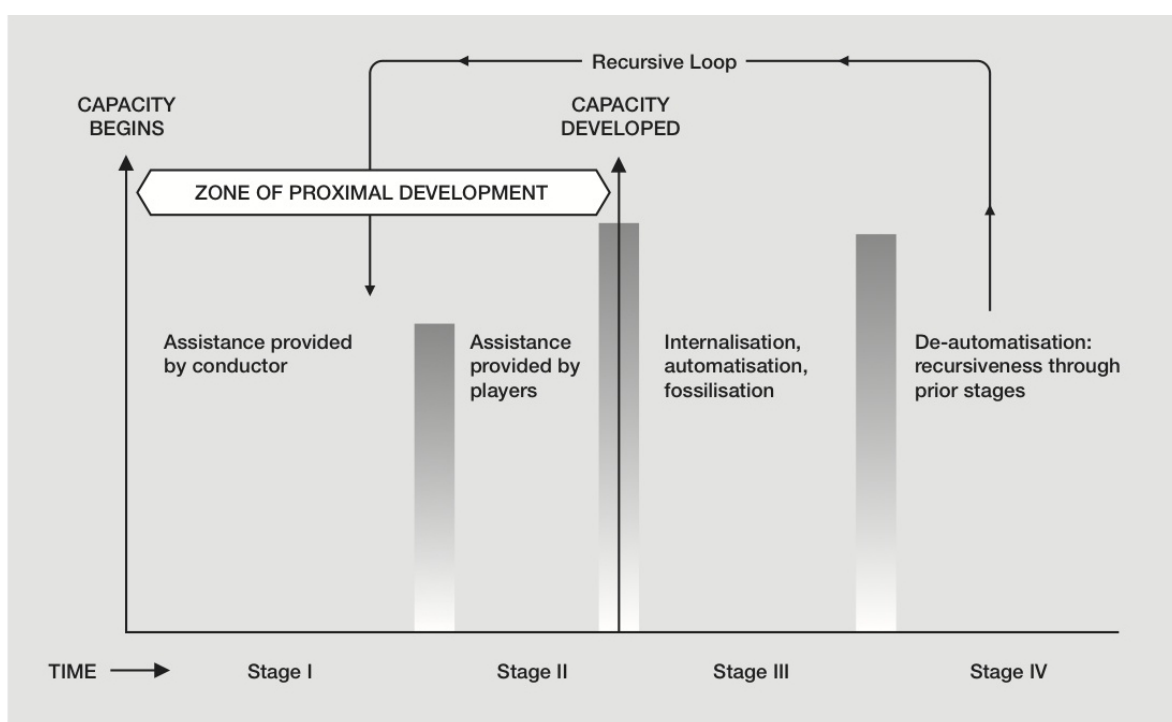 Recursive Loop
CAPACITY
BEGINS
CAPACITY
DEVELOPED
ZONE OF PROXIMAL DEVELOPMENT
Assistance provided
by conductor
Assistance
provided by
players
Internalisation,
automatisation,
fossilisation
De-automatisation:
recursiveness through
prior stages
TIME
Stage I
Stage II
Stage III
Stage IV